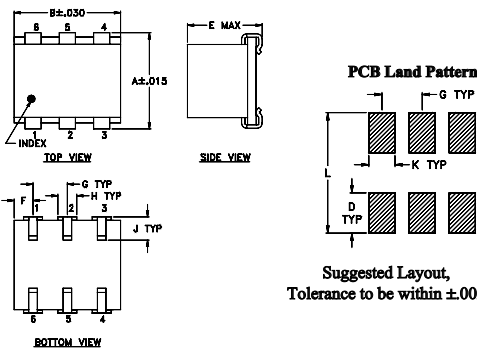 B±.030
6 5 4
A±.015
INDEX
1 2 3
TOP VIEW
E MAX
SIDE VIEW
PCB Land Pattern
G TYP
K TYP
L
D
TYP
Suggested Layout,
Tolerance to be within ±.00
G TYP
H TYP
F
1 2 3
J TYP
6 5 4
BOTTOM VIEW